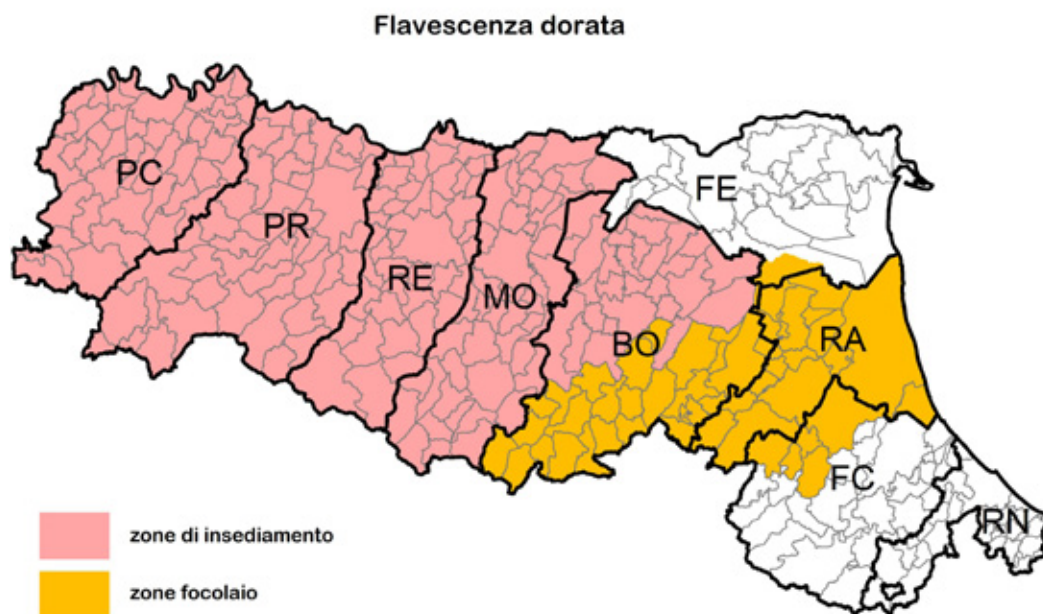 Flavescenza dorata
PC
PR
RE
MO
BO
FE
RA
FC
RN
zone di insediamento
zone focolaio